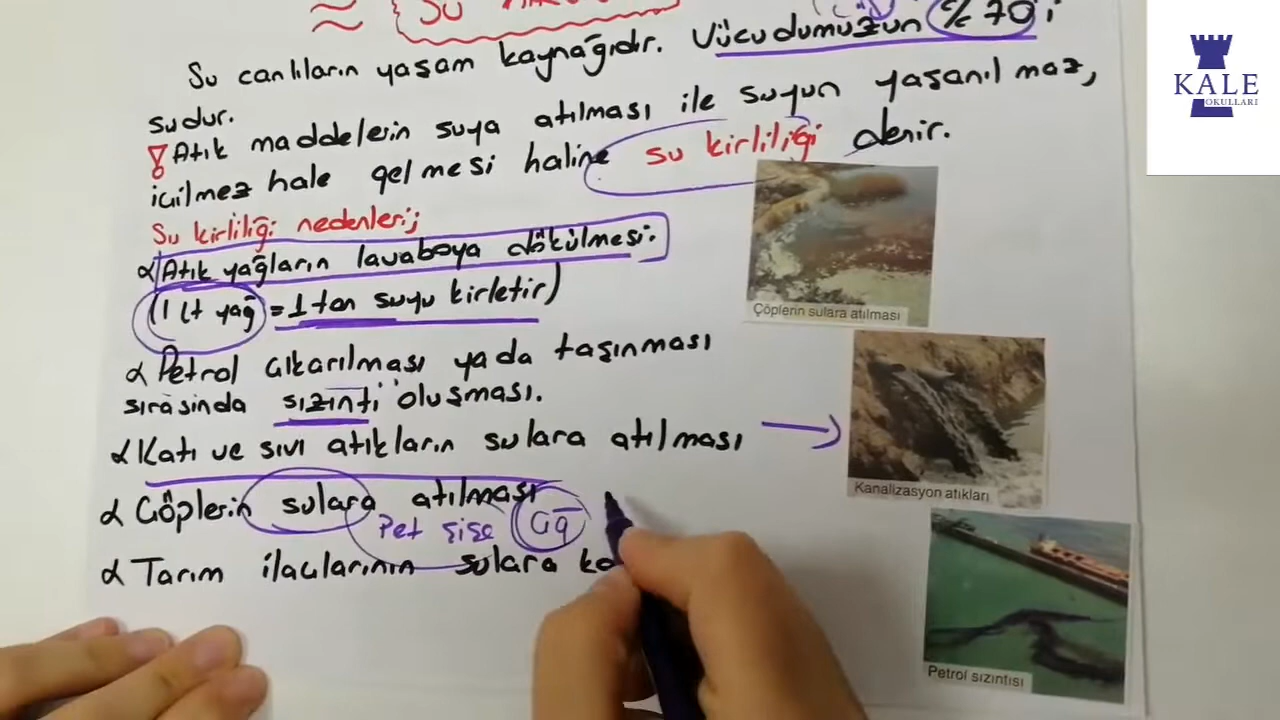 SU
Su canlıların yaşam kaynağıdır. Vücudumuzun % 70 i
sudur.
Atık maddelerin suya atılması ile suyun yaşanılmaz,
içilmez hale gelmesi haline su kirliliği denir.
Su kirliliği nedenleri;
α Atık yağların lavaboya dökülmesi.
(1 Lt yağ = 1 ton suyu kirletir)
α Petrol çıkarılması yada taşınması
sırasında sızıntı oluşması.
α Katı ve sıvı atıkların sulara atılması
α Çöplerin sulara atılması
Pet şişe
α Tarım ilaçlarının sulara
Çöplerin sulara atılması
Kanalizasyon atıkları
Petrol sızıntısı
KALE
OKULLARI